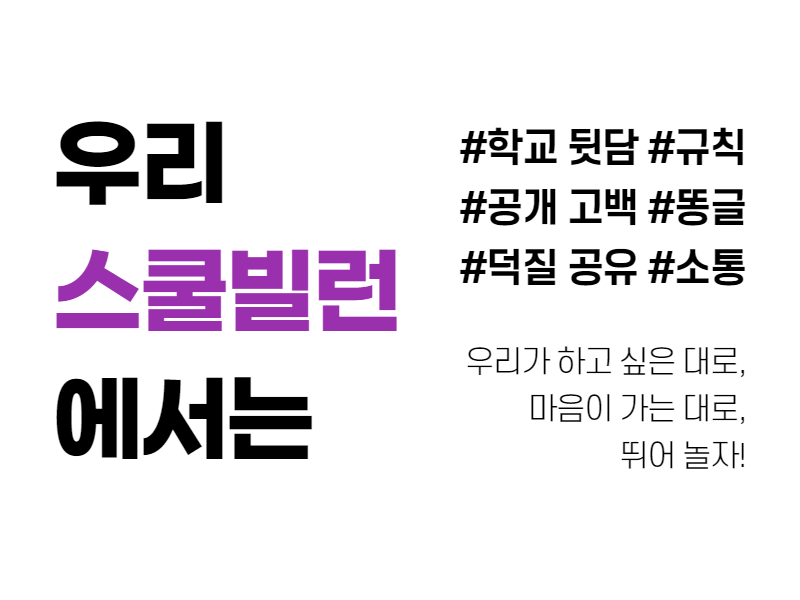 우리
스쿨빌런
에서는
#학교 뒷담 #규칙
#공개 고백 #똥글
#덕질 공유 #소통
우리가 하고 싶은 대로,
마음이 가는 대로,
뛰어 놀자!